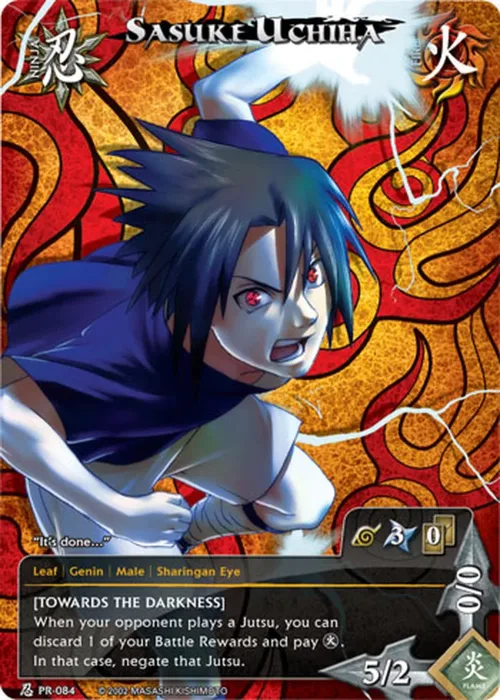 SASUKE UCHIHA
NINJA
忍
火
"It's done..."
3 0
Leaf | Genin | Male | Sharingan Eye
[TOWARDS THE DARKNESS]
When your opponent plays a Jutsu, you can
discard 1 of your Battle Rewards and pay 火.
In that case, negate that Jutsu.
0/0
5/2
炎
FLAME
PR-084 © 2002 MASASHI KISHIMOTO